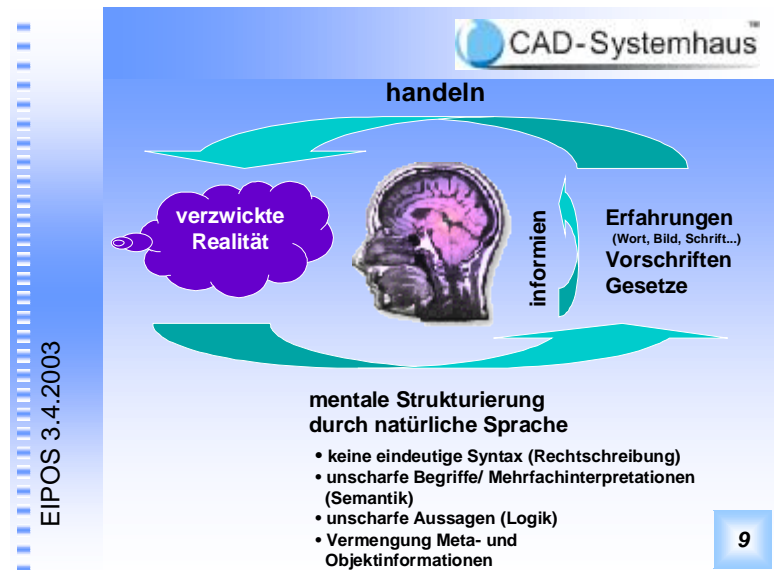 CAD-Systemhaus
TM
handeln
verzwickte
Realität
informien
Erfahrungen
(Wort, Bild, Schrift...)
Vorschriften
Gesetze
mentale Strukturierung
durch natürliche Sprache
• keine eindeutige Syntax (Rechtschreibung)
• unscharfe Begriffe/ Mehrfachinterpretationen
(Semantik)
• unscharfe Aussagen (Logik)
• Vermengung Meta- und
Objektinformationen
EIPOS 3.4.2003
9